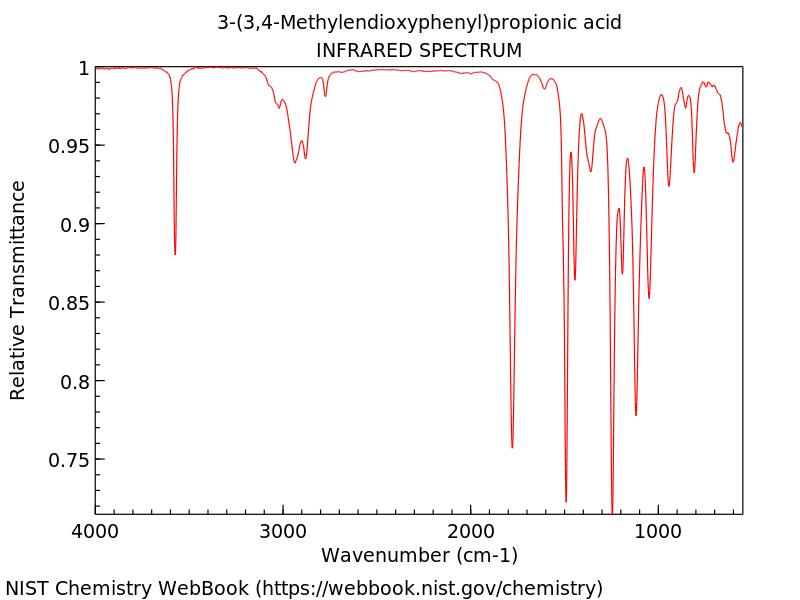 3-(3,4-Methylendioxyphenyl)propionic acid
INFRARED SPECTRUM
1
0.95
0.9
0.85
0.8
0.75
Relative Transmittance
4000 3000 2000 1000
Wavenumber (cm-1)
NIST Chemistry WebBook (https://webbook.nist.gov/chemistry)